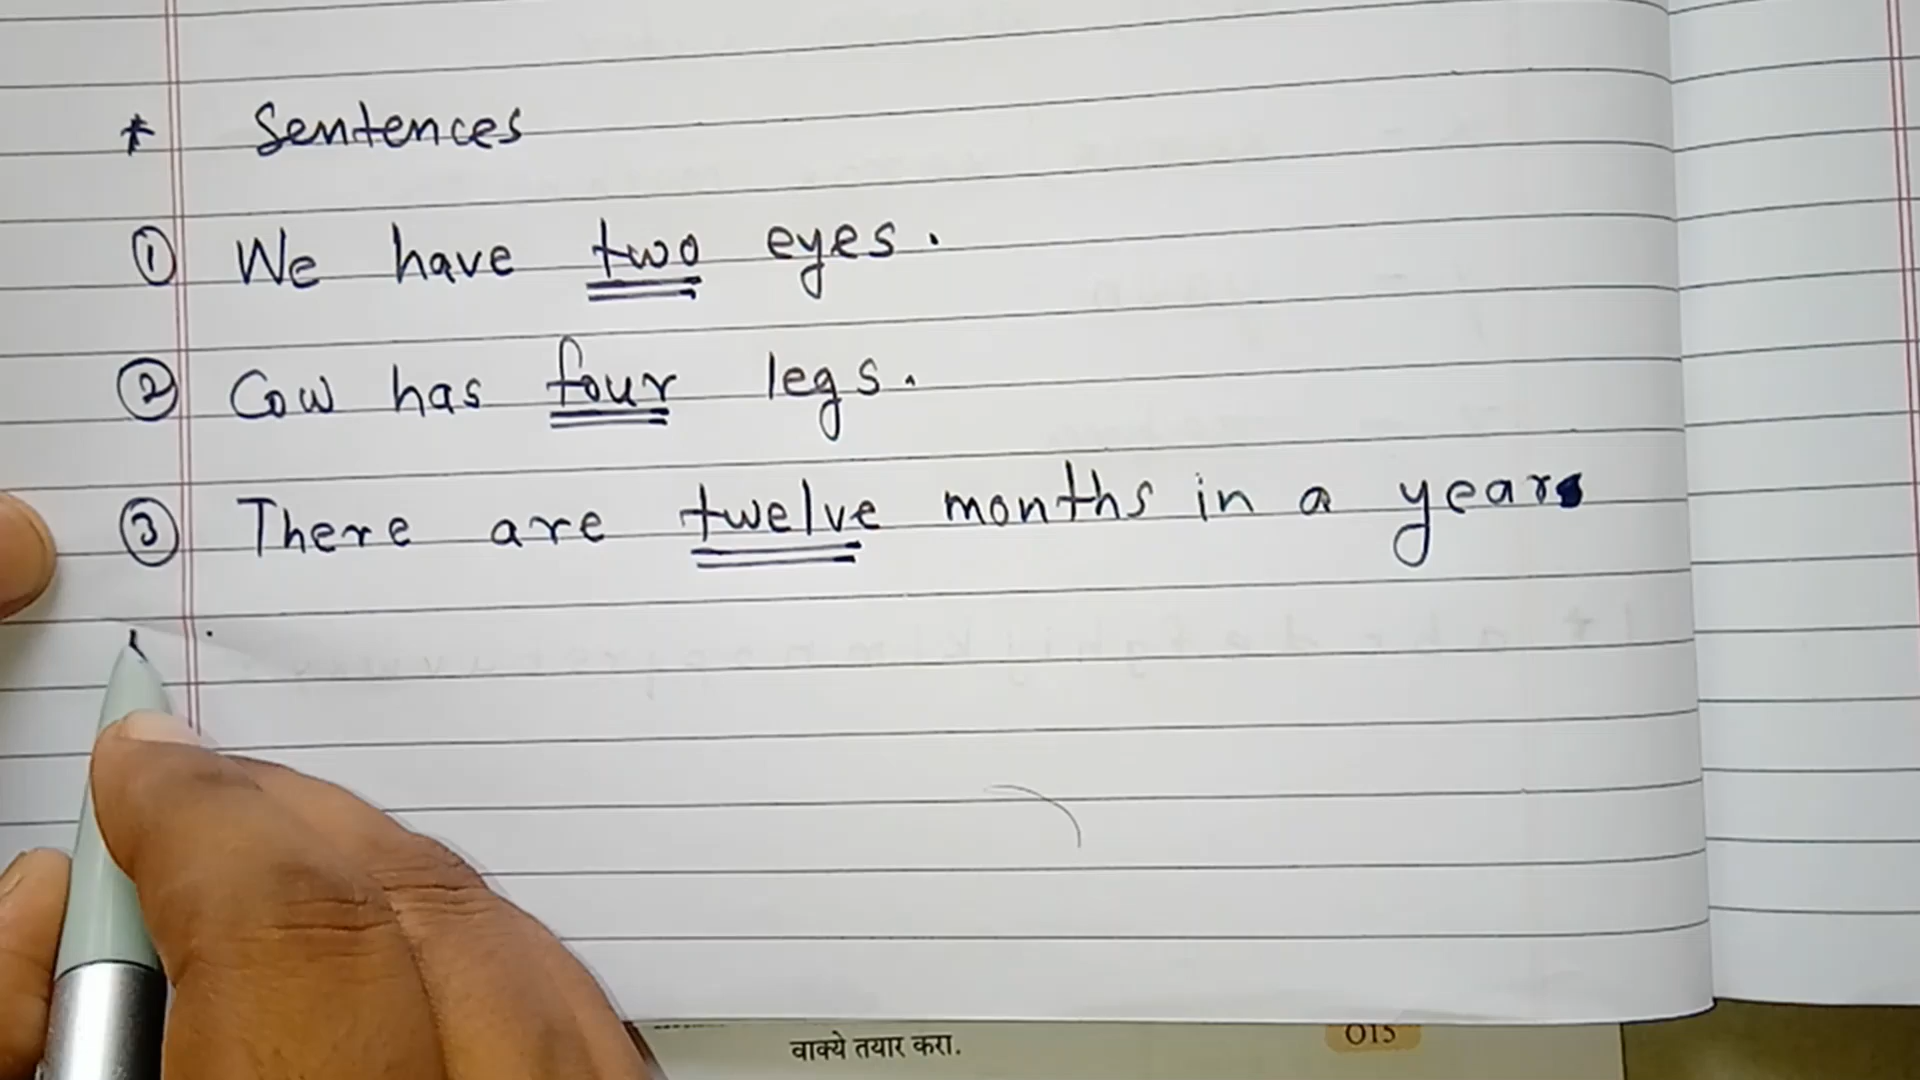 * Sentences
① We have two eyes.
② Cow has four legs.
③ There are twelve months in a year
वाक्ये तयार करा.
015